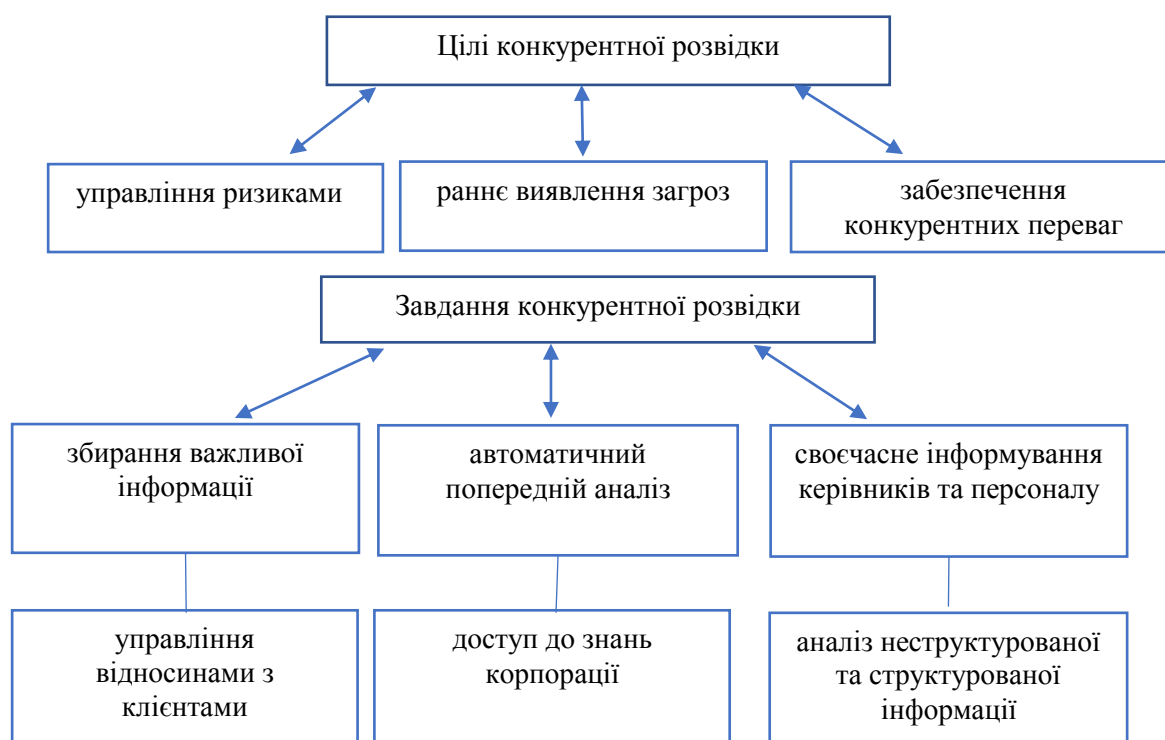 Цілі конкурентної розвідки
управління ризиками
раннє виявлення загроз
забезпечення
конкурентних переваг
Завдання конкурентної розвідки
збирання важливої
інформації
автоматичний
попередній аналіз
своєчасне інформування
керівників та персоналу
управління
відносинами з
клієнтами
доступ до знань
корпорації
аналіз неструктурованої
та структурованої
інформації